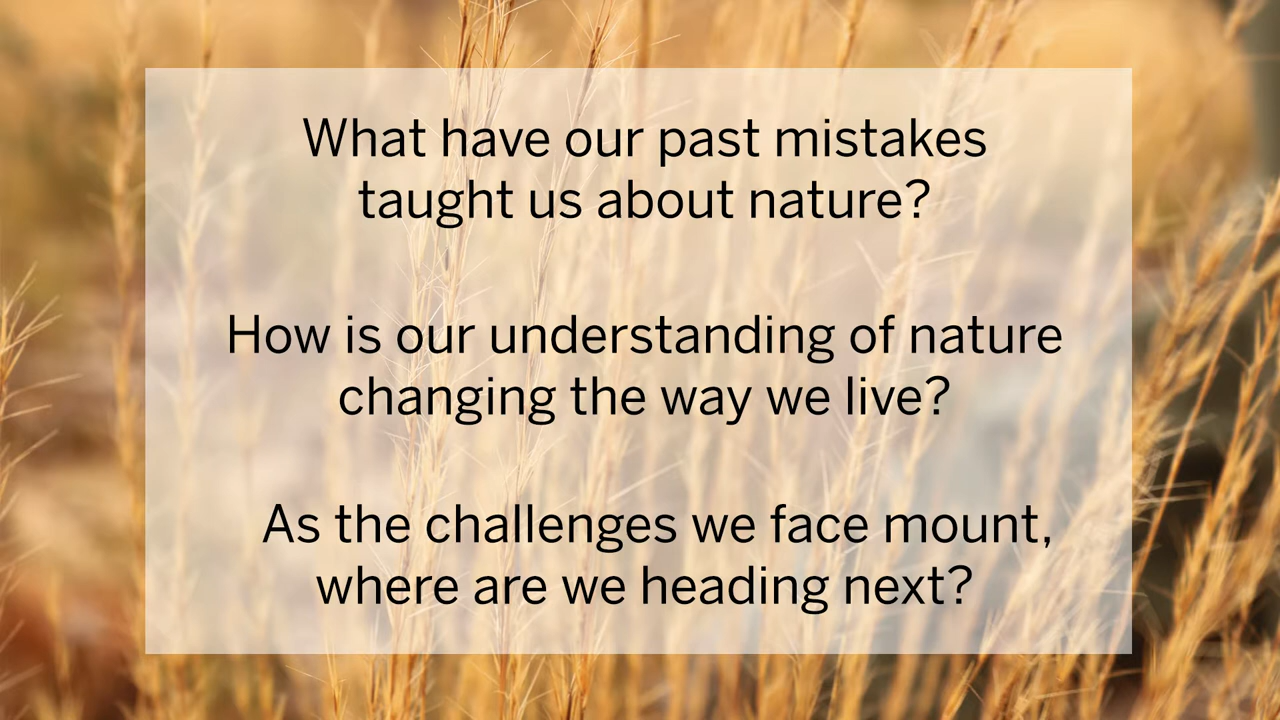 What have our past mistakes
taught us about nature?
How is our understanding of nature
changing the way we live?
As the challenges we face mount,
where are we heading next?